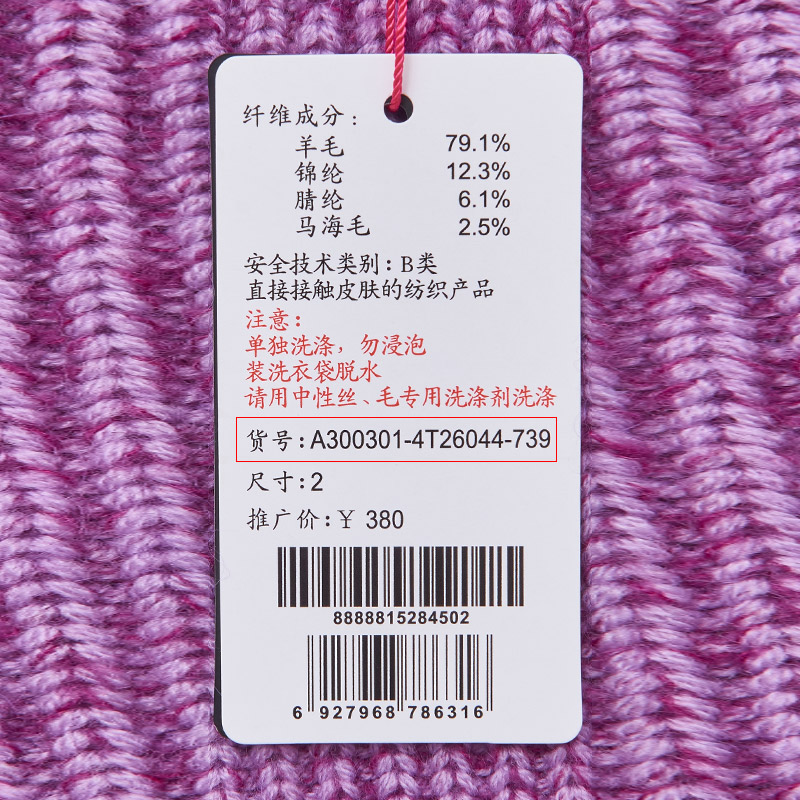 纤维成分：
羊毛 79.1%
锦纶 12.3%
腈纶 6.1%
马海毛 2.5%
安全技术类别：B类
直接接触皮肤的纺织产品
注意：
单独洗涤，勿浸泡
装洗衣袋脱水
请用中性丝、毛专用洗涤剂洗涤
货号：A300301-4T26044-739
尺寸：2
推广价：￥ 380
8888815284502
6 927968 786316